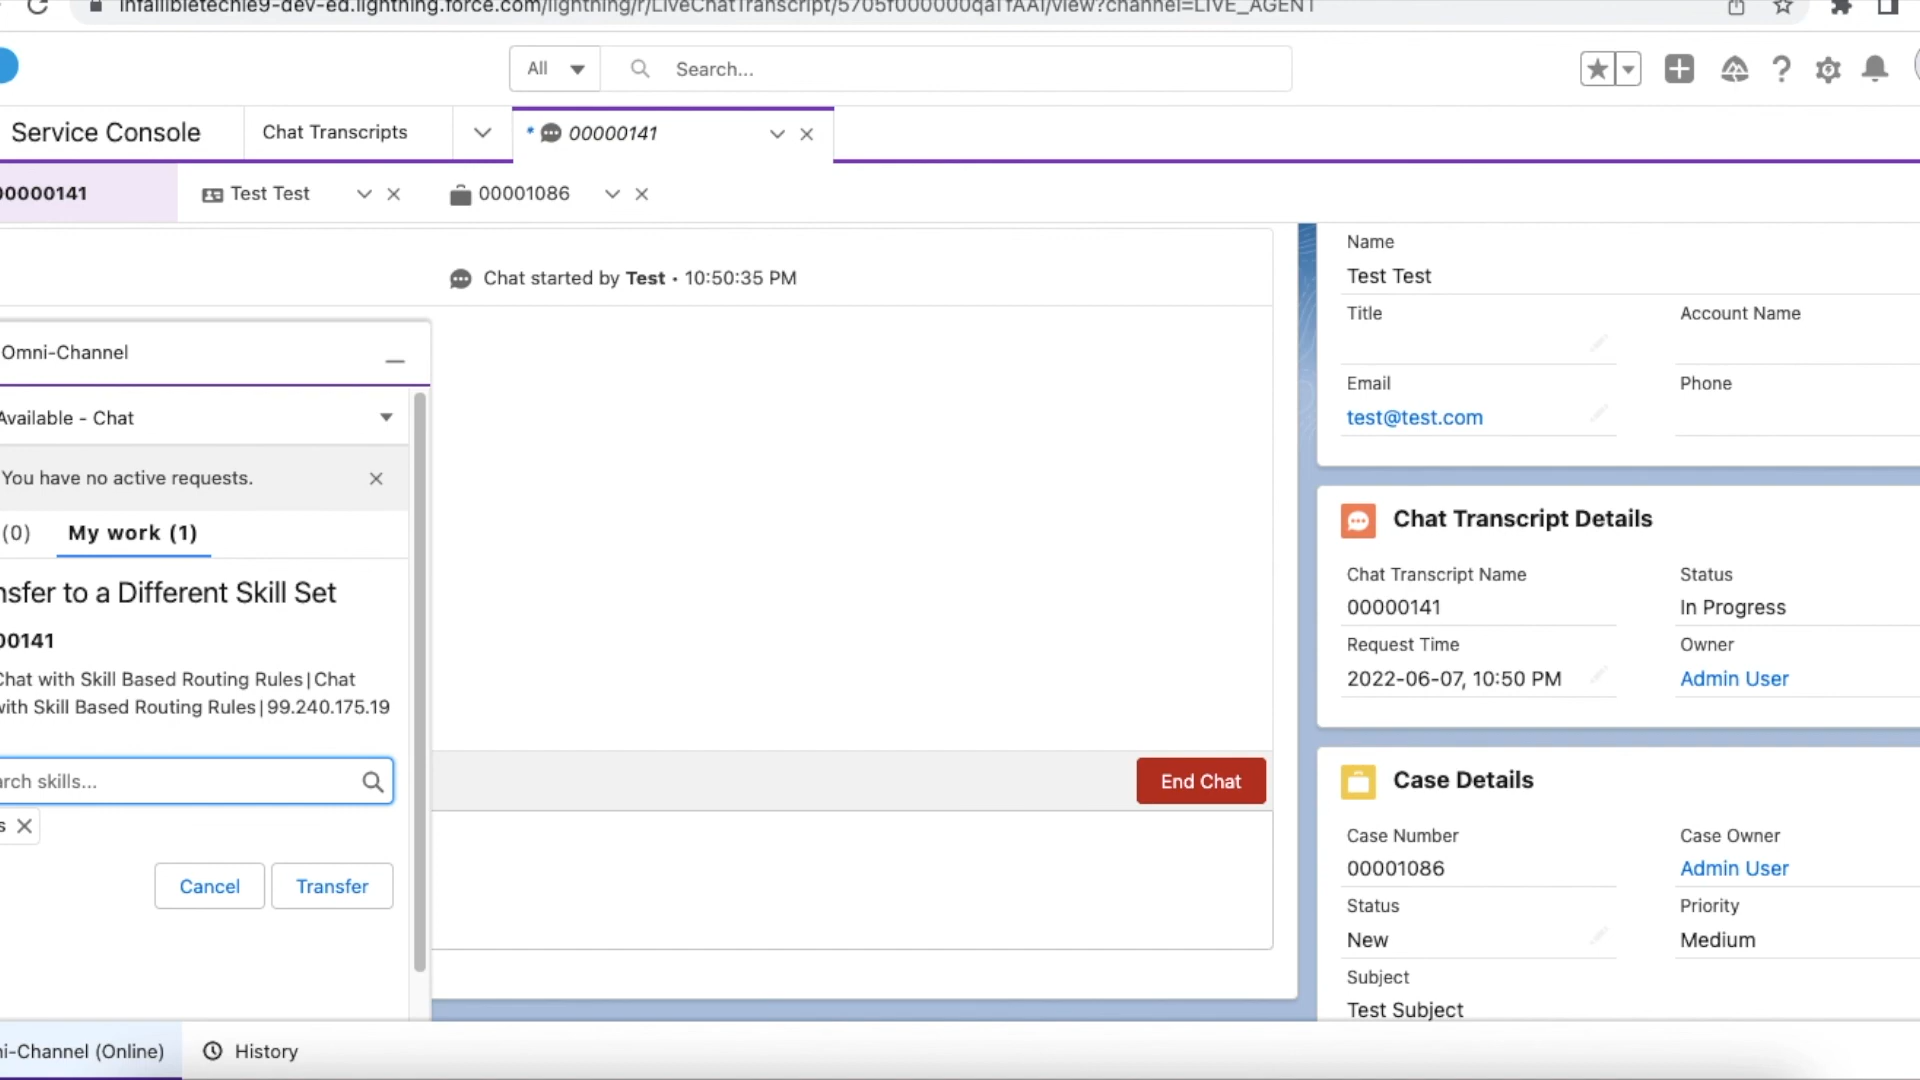 infallibletechie9-dev-ed.lightning.force.com/lightning/r/LiveChatTranscript/
All
Search...
Service Console
Chat Transcripts
* 00000141
00000141
Test Test
00001086
Chat started by Test • 10:50:35 PM
Omni-Channel
Available - Chat
You have no active requests.
(0)
My work (1)
nsfer to a Different Skill Set
00141
Chat with Skill Based Routing Rules|Chat
with Skill Based Routing Rules|99.240.175.19
arch skills...
s
Cancel
Transfer
End Chat
Name
Test Test
Title
Account Name
Email
Phone
test@test.com
Chat Transcript Details
Chat Transcript Name
Status
00000141
In Progress
Request Time
Owner
2022-06-07, 10:50 PM
Admin User
Case Details
Case Number
Case Owner
00001086
Admin User
Status
Priority
New
Medium
Subject
Test Subject
ni-Channel (Online)
History